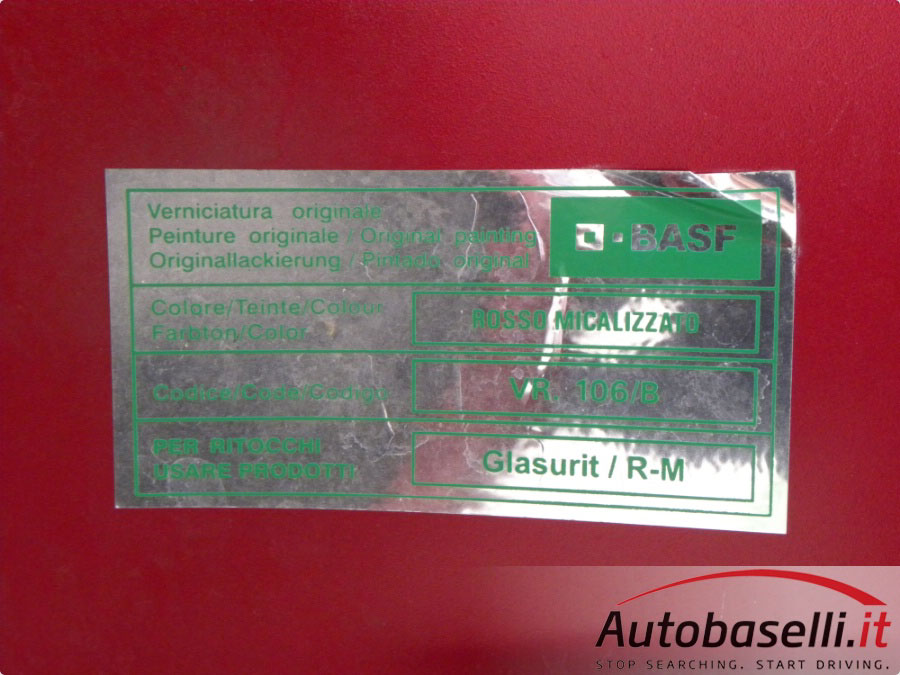 Verniciatura originale
Peinture originale / Original painting
Originallackierung / Pintado original
BASF
Colore/Teinte/Colour
Farbton/Color
ROSSO MICALIZZATO
Codice/Code/Codigo
VR. 106/B
PER RITOCCHI
USARE PRODOTTI
Glasurit / R-M
Autobaselli.it
STOP SEARCHING. START DRIVING.